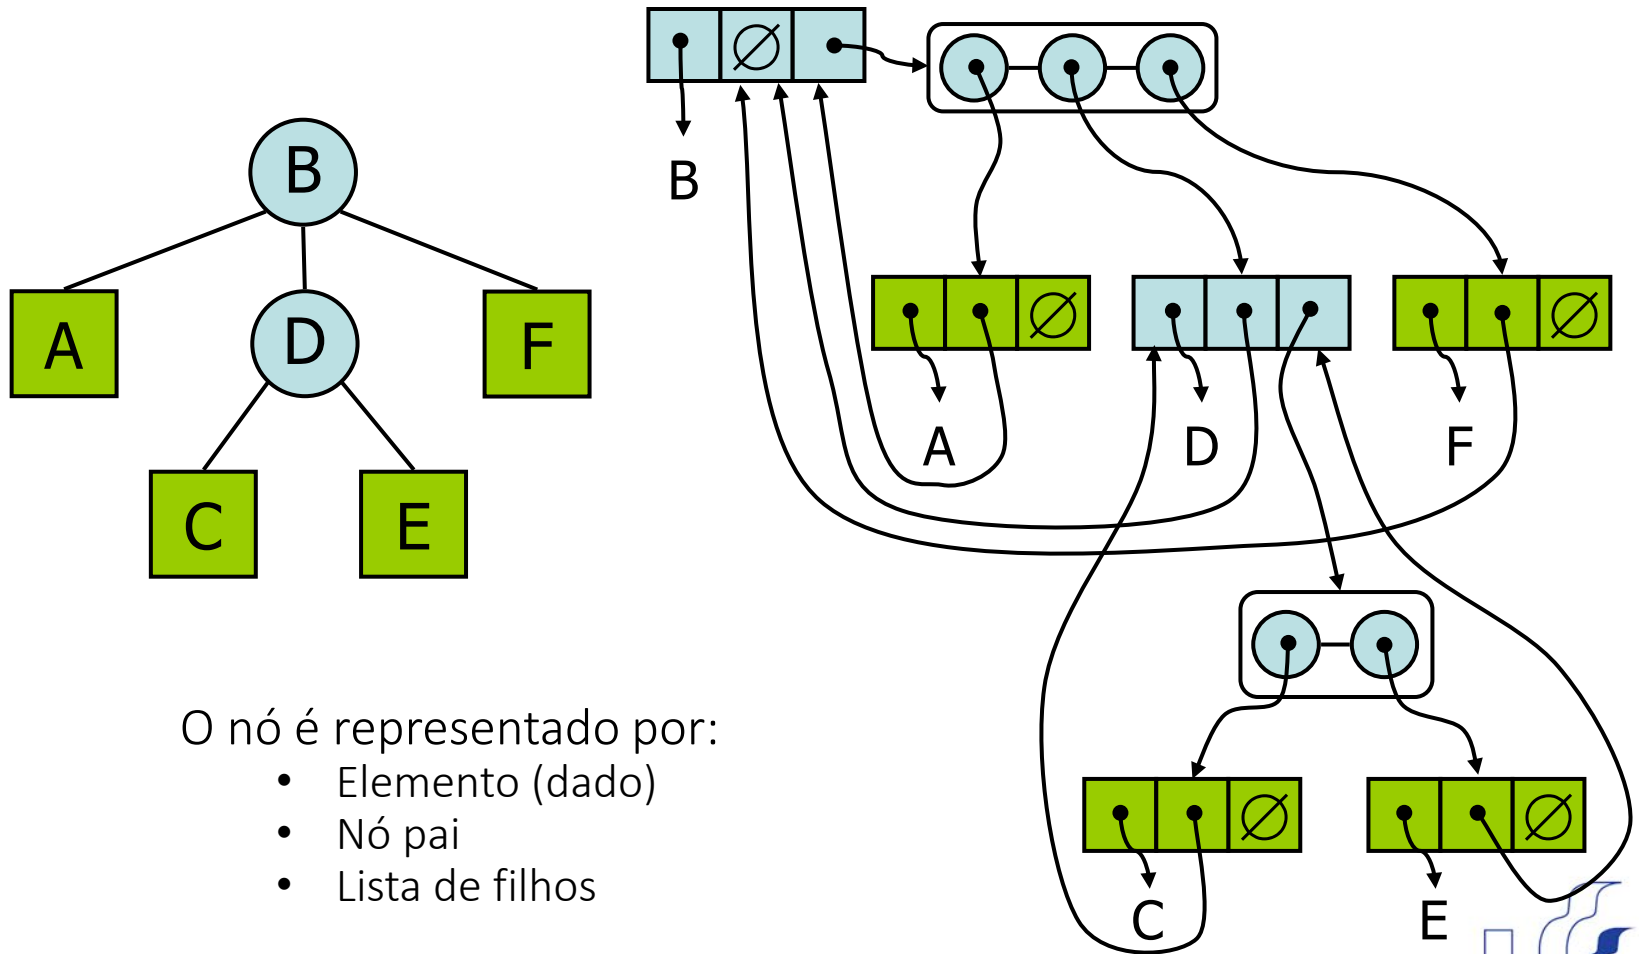 B
A
D
F
C
E
B
A
D
F
C
E
O nó é representado por:
• Elemento (dado)
• Nó pai
• Lista de filhos